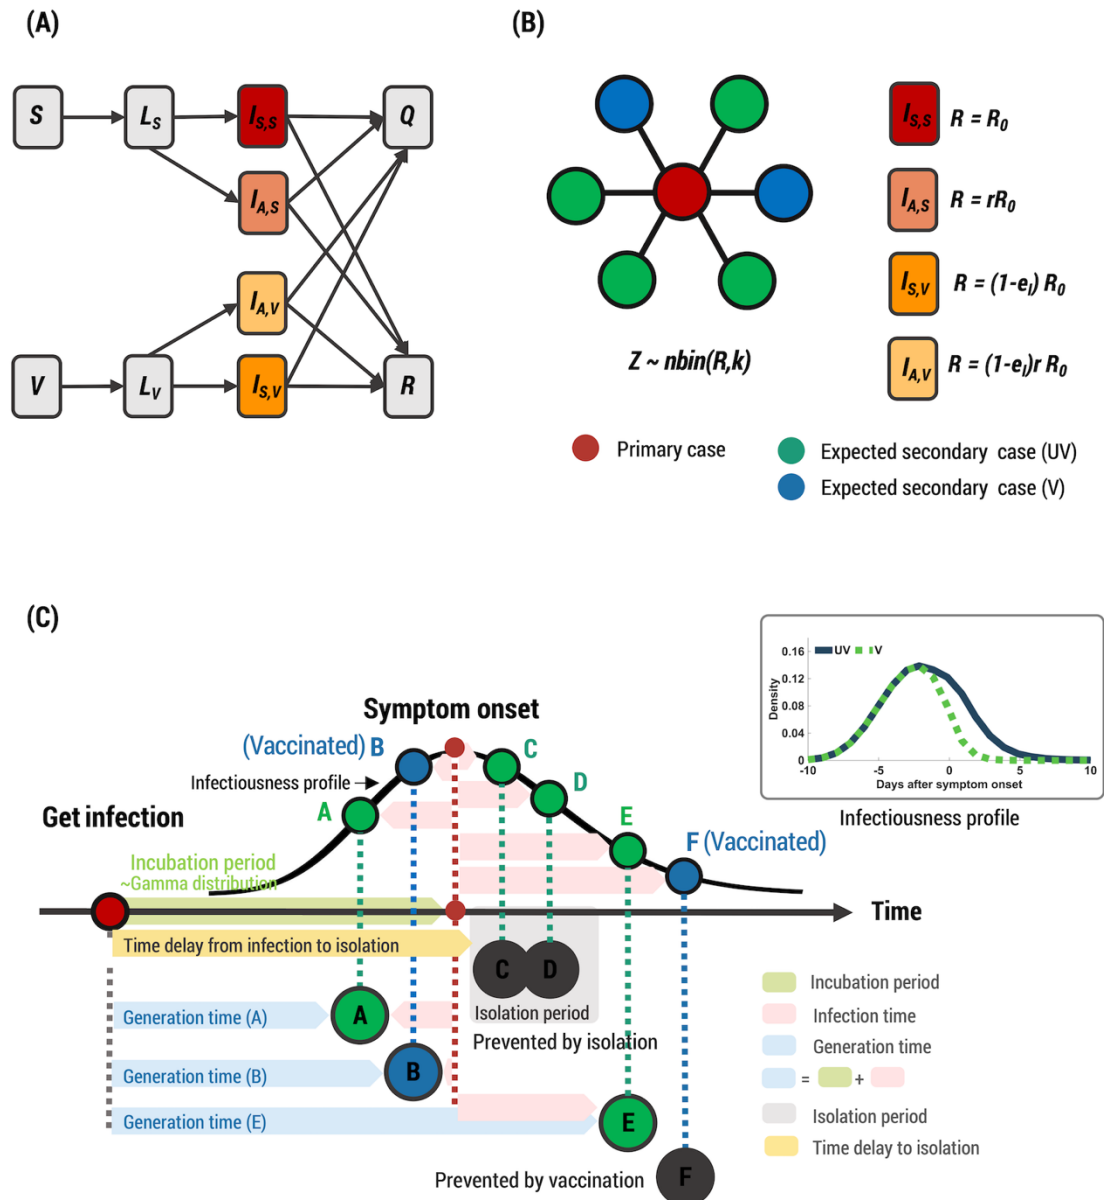 (A)
S
L_S
I_S,S
Q
I_A,S
I_A,V
V
L_V
I_S,V
R
(B)
Z ~ nbin(R,k)
I_S,S R = R_0
I_A,S R = rR_0
I_S,V R = (1-e_I) R_0
I_A,V R = (1-e_I)r R_0
Primary case
Expected secondary case (UV)
Expected secondary case (V)
(C)
Symptom onset
(Vaccinated) B
C
Infectiousness profile
D
A
E
Get infection
F (Vaccinated)
Incubation period
~Gamma distribution
Time
Time delay from infection to isolation
C
D
Isolation period
Prevented by isolation
Generation time (A)
A
Generation time (B)
B
Generation time (E)
E
Prevented by vaccination
F
UV
V
0.16
0.12
0.08
0.04
0
Density
-10
-5
0
5
10
Days after symptom onset
Infectiousness profile
Incubation period
Infection time
Generation time
= +
Isolation period
Time delay to isolation